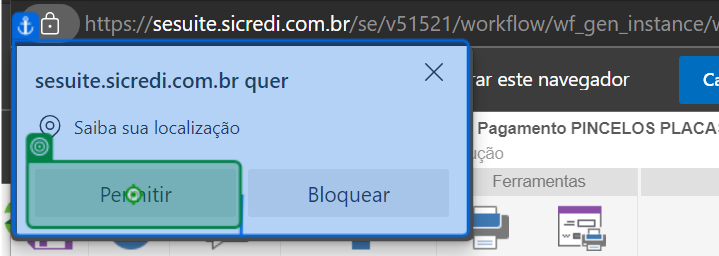 https://sesuite.sicredi.com.br/se/v51521/workflow/wf_gen_instance/
sesuite.sicredi.com.br quer
rar este navegador
Ca
Saiba sua localização
Pagamento PINCELOS PLACAS
ução
Permitir
Bloquear
Ferramentas